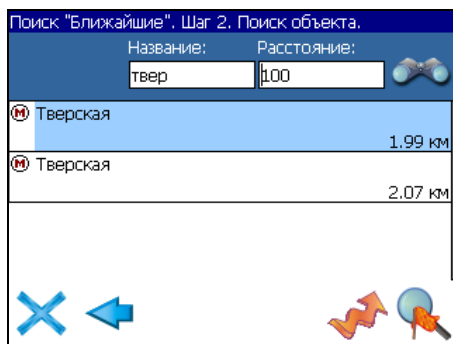 Поиск "Ближайшие". Шаг 2. Поиск объекта.
Название: Расстояние:
твер 100
М Тверская
1.99 км
М Тверская
2.07 км